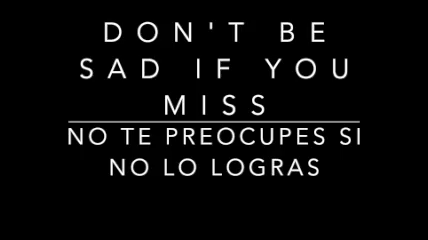 DON'T BE
SAD IF YOU
MISS
NO TE PREOCUPES SI
NO LO LOGRAS